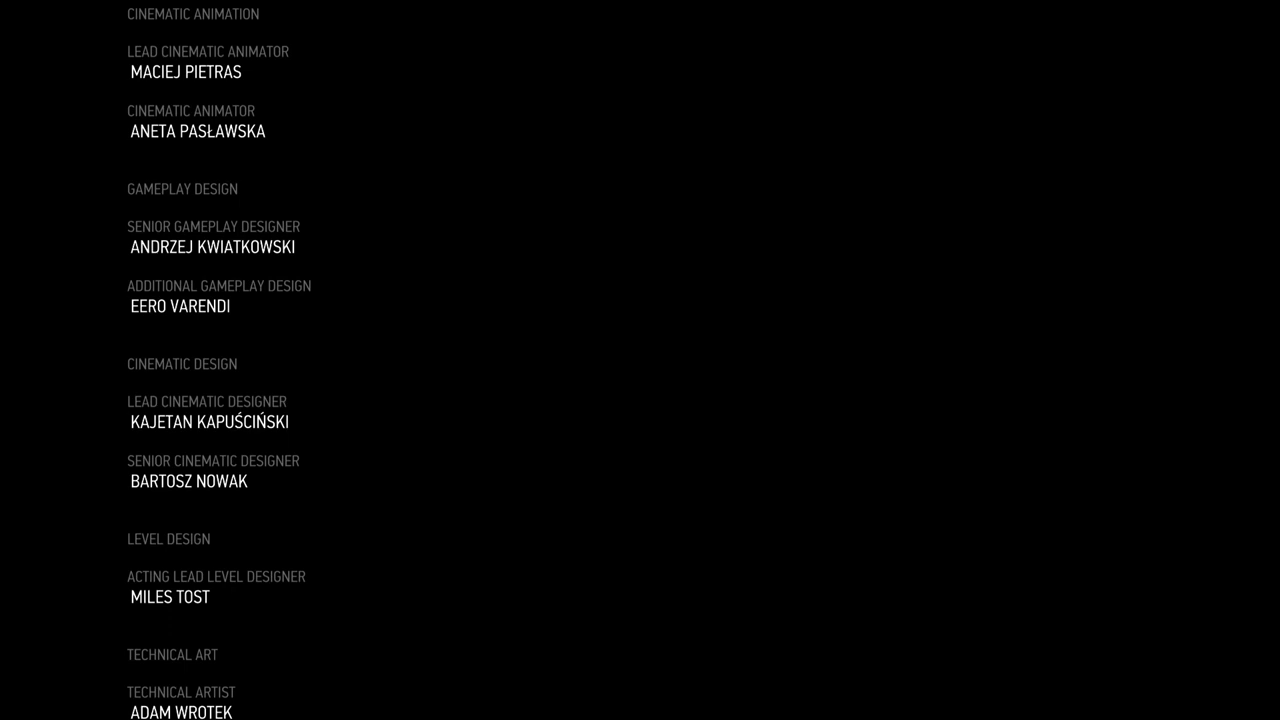 CINEMATIC ANIMATION
LEAD CINEMATIC ANIMATOR
MACIEJ PIETRAS
CINEMATIC ANIMATOR
ANETA PASŁAWSKA
GAMEPLAY DESIGN
SENIOR GAMEPLAY DESIGNER
ANDRZEJ KWIATKOWSKI
ADDITIONAL GAMEPLAY DESIGN
EERO VARENDI
CINEMATIC DESIGN
LEAD CINEMATIC DESIGNER
KAJETAN KAPUŚCIŃSKI
SENIOR CINEMATIC DESIGNER
BARTOSZ NOWAK
LEVEL DESIGN
ACTING LEAD LEVEL DESIGNER
MILES TOST
TECHNICAL ART
TECHNICAL ARTIST
ADAM WROTEK